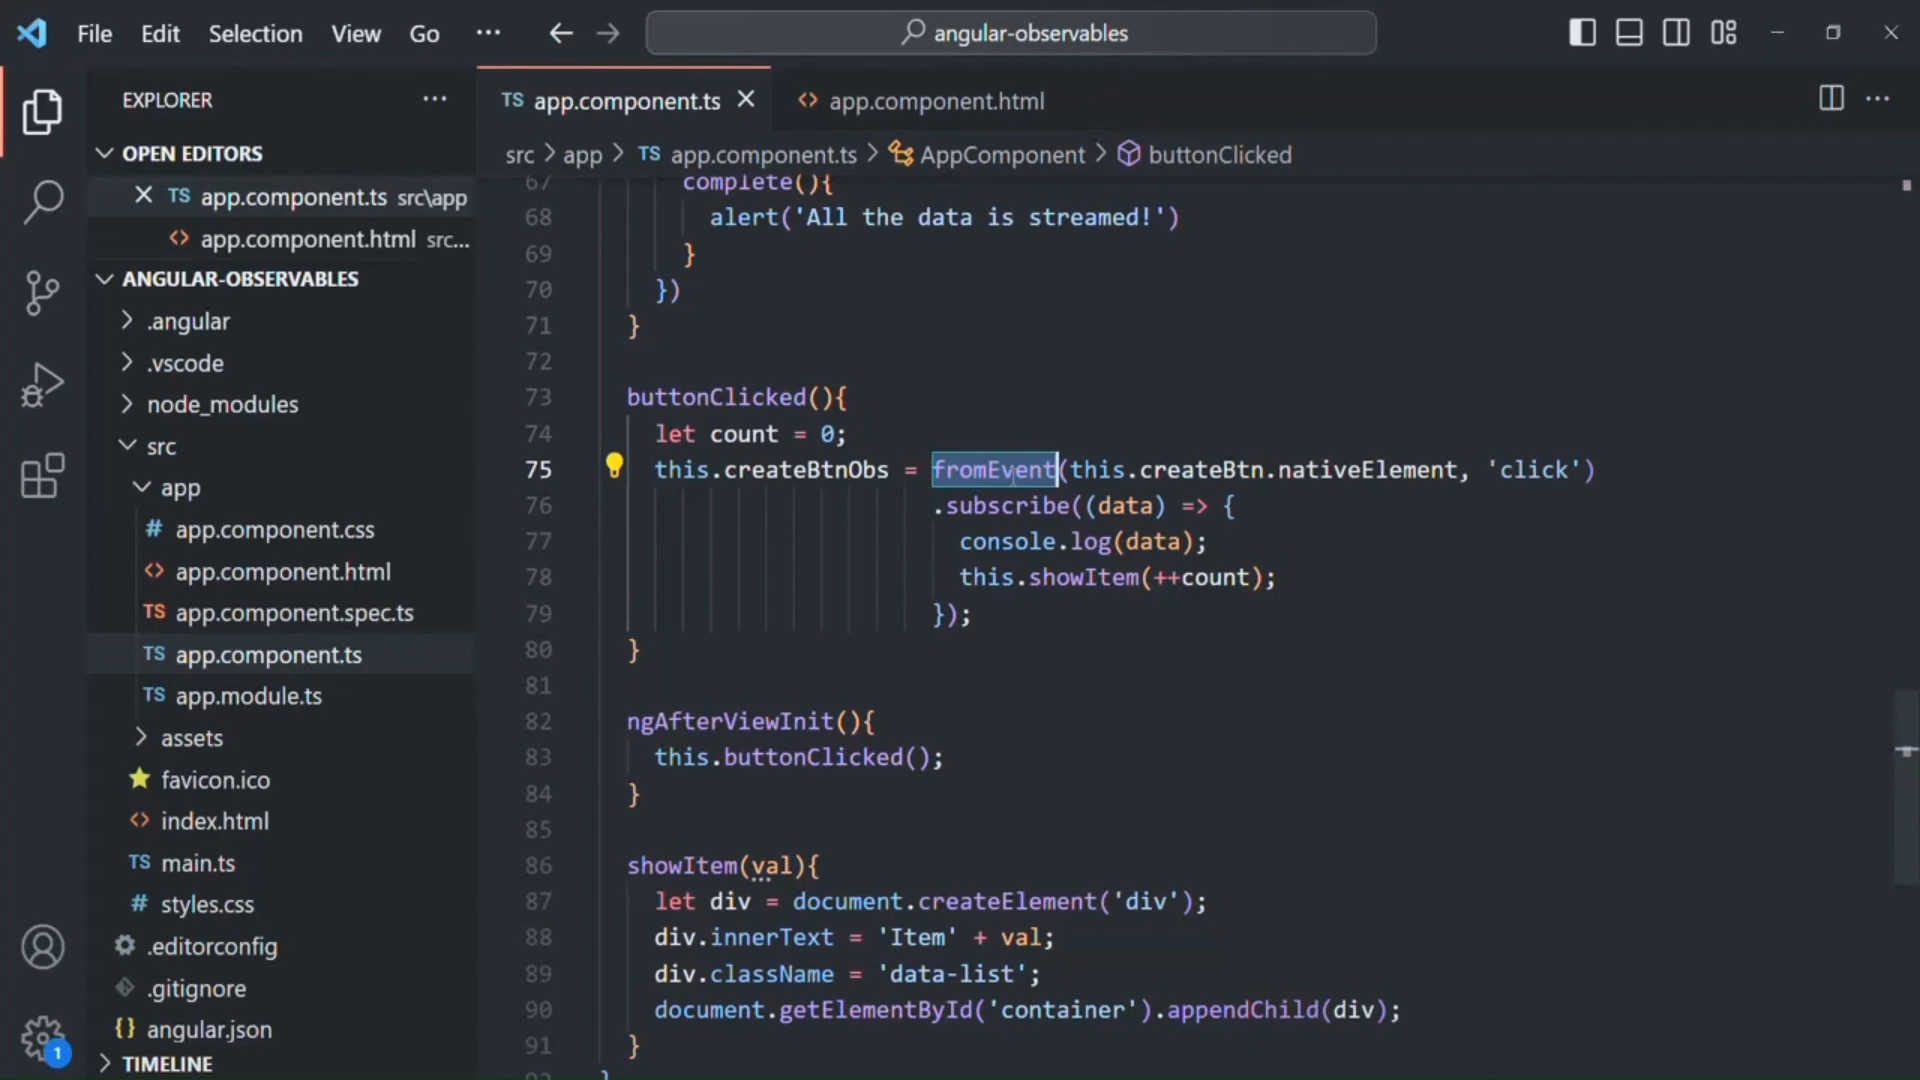 File Edit Selection View Go ... angular-observables
EXPLORER ...
OPEN EDITORS
TS app.component.ts src\app
<> app.component.html src...
ANGULAR-OBSERVABLES
.angular
.vscode
node_modules
src
app
# app.component.css
<> app.component.html
TS app.component.spec.ts
TS app.component.ts
TS app.module.ts
assets
favicon.ico
<> index.html
TS main.ts
# styles.css
.editorconfig
.gitignore
{} angular.json
TIMELINE
1
TS app.component.ts <> app.component.html
src > app > TS app.component.ts > AppComponent > buttonClicked
67 complete(){
68 alert('All the data is streamed!')
69 }
70 })
71 }
72
73 buttonClicked(){
74 let count = 0;
75 this.createBtnObs = fromEvent(this.createBtn.nativeElement, 'click')
76 .subscribe((data) => {
77 console.log(data);
78 this.showItem(++count);
79 });
80 }
81
82 ngAfterViewInit(){
83 this.buttonClicked();
84 }
85
86 showItem(val){
87 let div = document.createElement('div');
88 div.innerText = 'Item' + val;
89 div.className = 'data-list';
90 document.getElementById('container').appendChild(div);
91 }